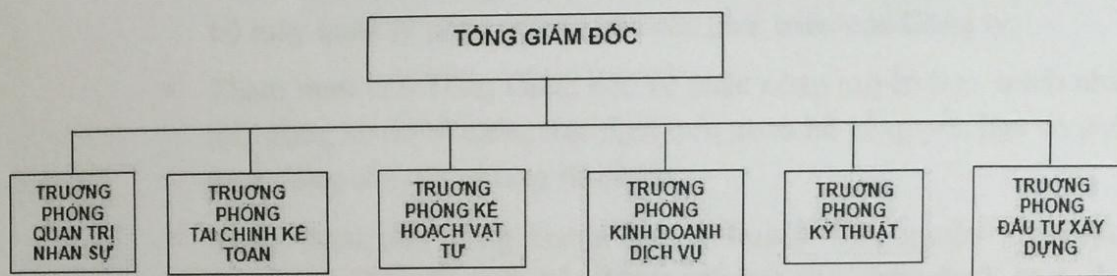 TỔNG GIÁM ĐỐC
TRƯỞNG
PHÒNG
QUẢN TRỊ
NHÂN SỰ
TRƯỞNG
PHÒNG
TÀI CHÍNH KẾ
TOÁN
TRƯỞNG
PHÒNG KẾ
HOẠCH VẬT
TƯ
TRƯỞNG
PHÒNG
KINH DOANH
DỊCH VỤ
TRƯỞNG
PHÒNG
KỸ THUẬT
TRƯỞNG
PHÒNG
ĐẦU TƯ XÂY
DỰNG